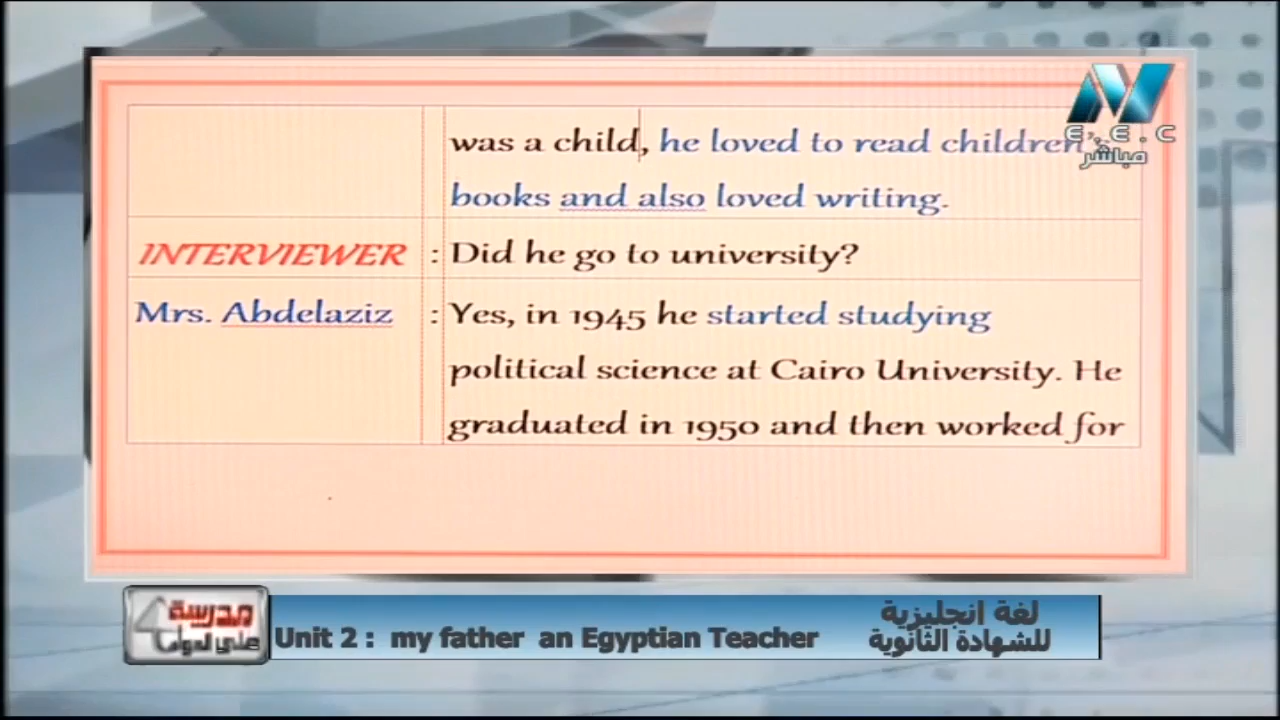 was a child, he loved to read children
books and also loved writing.
INTERVIEWER : Did he go to university?
Mrs. Abdelaziz : Yes, in 1945 he started studying
political science at Cairo University. He
graduated in 1950 and then worked for
E.E.C
مباشر
مدرسة
على الهواء
Unit 2 : my father an Egyptian Teacher
لغة انجليزية
للشهادة الثانوية